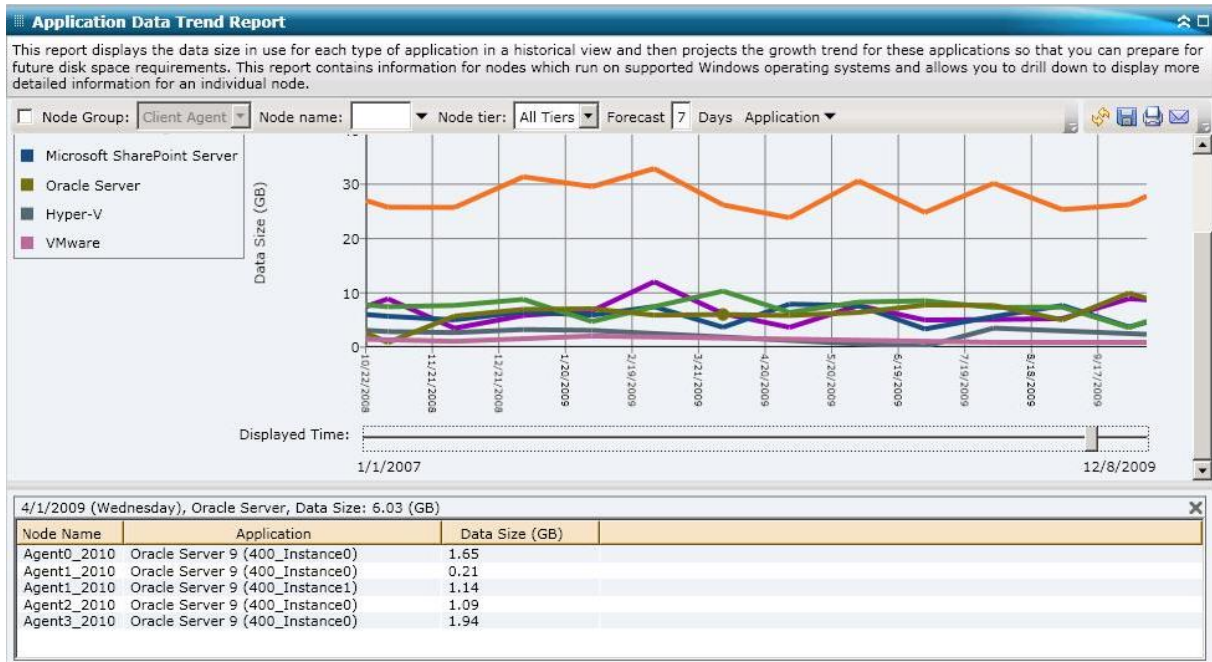 Application Data Trend Report
This report displays the data size in use for each type of application in a historical view and then projects the growth trend for these applications so that you can prepare for
future disk space requirements. This report contains information for nodes which run on supported Windows operating systems and allows you to drill down to display more
detailed information for an individual node.
Node Group: Client Agent Node name: Node tier: All Tiers Forecast 7 Days Application
Microsoft SharePoint Server
Oracle Server
Hyper-V
VMware
Data Size (GB)
30
20
10
0
10/22/2008
11/21/2008
12/21/2008
1/20/2009
2/19/2009
3/21/2009
4/20/2009
5/20/2009
6/19/2009
7/19/2009
8/18/2009
9/17/2009
Displayed Time:
1/1/2007 12/8/2009
4/1/2009 (Wednesday), Oracle Server, Data Size: 6.03 (GB)
Node Name Application Data Size (GB)
Agent0_2010 Oracle Server 9 (400_Instance0) 1.65
Agent1_2010 Oracle Server 9 (400_Instance0) 0.21
Agent1_2010 Oracle Server 9 (400_Instance1) 1.14
Agent2_2010 Oracle Server 9 (400_Instance0) 1.09
Agent3_2010 Oracle Server 9 (400_Instance0) 1.94